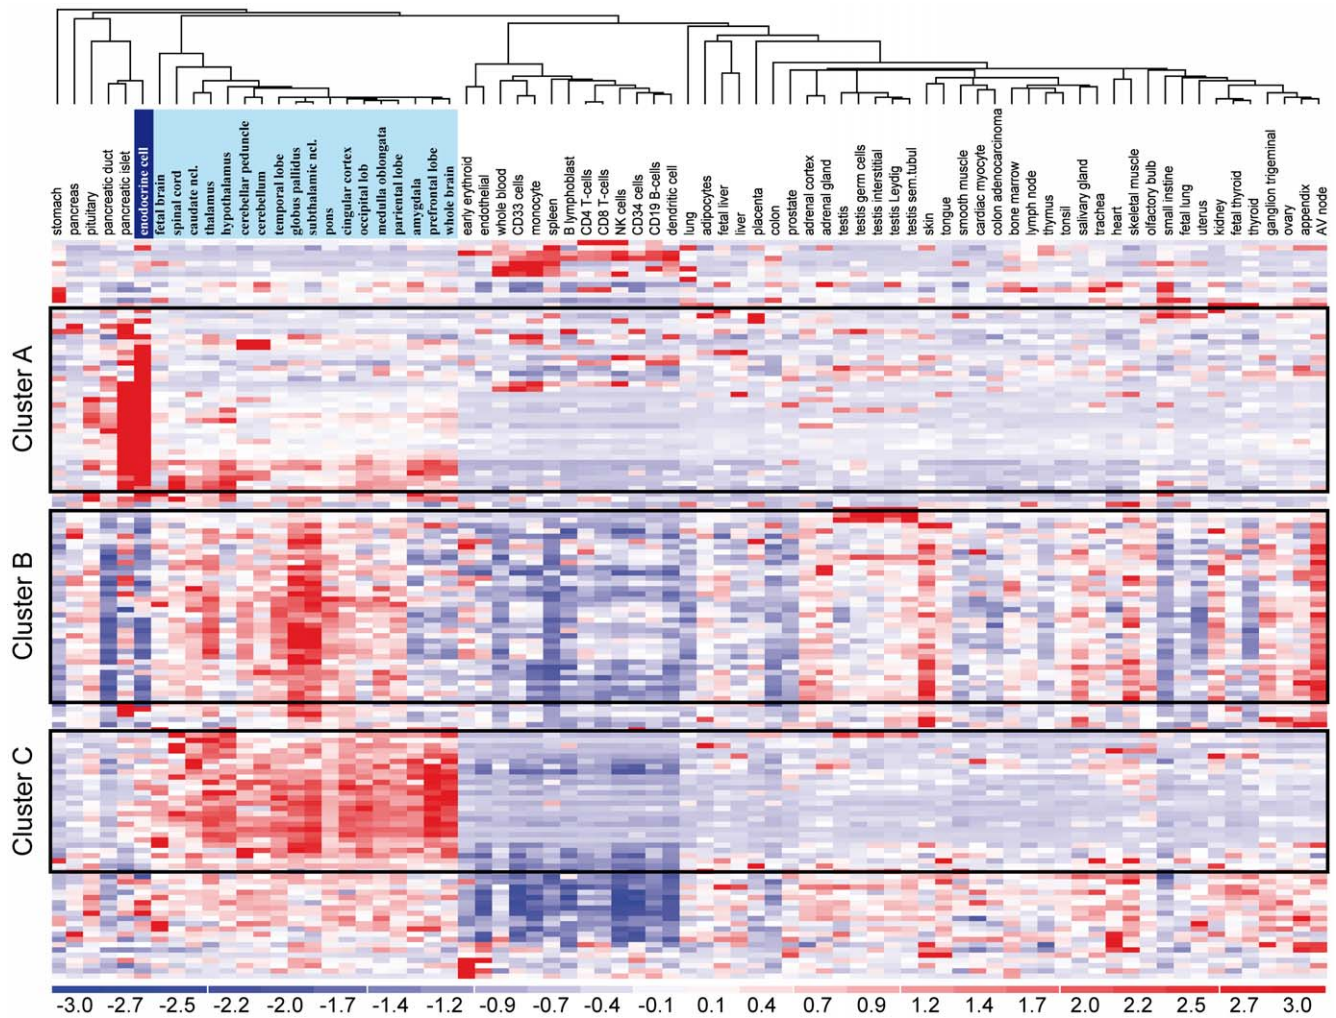 stomach
pancreas
pituitary
pancreatic duct
pancreatic islet
enodocrine cell
fetal brain
spinal cord
caudate ncl.
thalamus
hypothalamus
cerebellar peduncle
cerebellum
temporal lobe
globus pallidus
subthalamic ncl.
pons
cingular cortex
occipital lob
medulla oblongata
pariental lobe
amygdala
prefrontal lobe
whole brain
early erythroid
endothelial
whole blood
CD33 cells
monocyte
spleen
B lymphoblast
CD4 T-cells
CD8 T-cells
NK cells
CD34 cells
CD19 B-cells
dendritic cell
lung
adipocytes
fetal liver
liver
placenta
colon
prostate
adrenal cortex
adrenal gland
testis
testis germ cells
testis interstitial
testis Leydig
testis sem.tubul
skin
tongue
smooth muscle
cardiac myocyte
colon adenocarcinoma
bone marrow
lymph node
thymus
tonsil
salivary gland
trachea
heart
skeletal muscle
olfactory bulb
small instine
fetal lung
uterus
kidney
fetal thyroid
thyroid
ganglion trigeminal
ovary
appendix
AV node
Cluster A
Cluster B
Cluster C
-3.0 -2.7 -2.5 -2.2 -2.0 -1.7 -1.4 -1.2 -0.9 -0.7 -0.4 -0.1 0.1 0.4 0.7 0.9 1.2 1.4 1.7 2.0 2.2 2.5 2.7 3.0